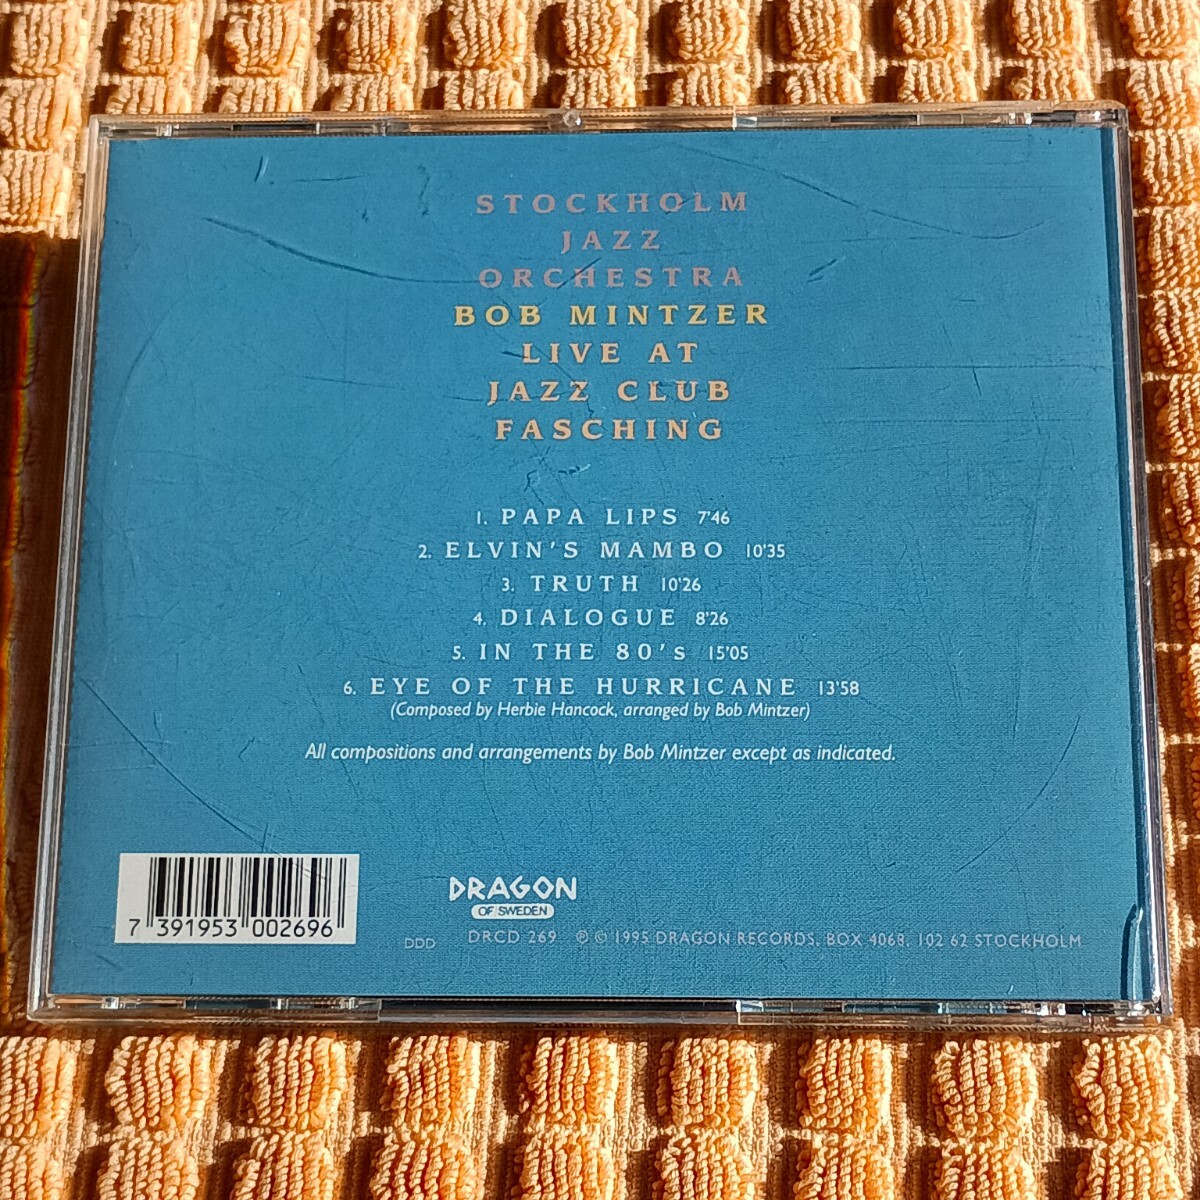 STOCKHOLM
JAZZ
ORCHESTRA
BOB MINTZER
LIVE AT
JAZZ CLUB
FASCHING
1. PAPA LIPS 7'46
2. ELVIN'S MAMBO 10'35
3. TRUTH 10'26
4. DIALOGUE 8'26
5. IN THE 80's 15'05
6. EYE OF THE HURRICANE 13'58
(Composed by Herbie Hancock, arranged by Bob Mintzer)
All compositions and arrangements by Bob Mintzer except as indicated.
7 391953 002696
DRAGON
OF SWEDEN
DDD DRCD 269 ℗ © 1995 DRAGON RECORDS, BOX 4068, 102 62 STOCKHOLM